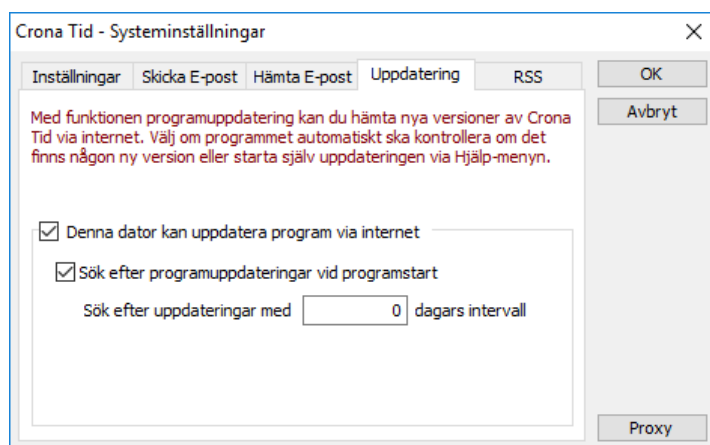 Crona Tid - Systeminställningar
Inställningar Skicka E-post Hämta E-post Uppdatering RSS
OK
Avbryt
Med funktionen programuppdatering kan du hämta nya versioner av Crona
Tid via internet. Välj om programmet automatiskt ska kontrollera om det
finns någon ny version eller starta själv uppdateringen via Hjälp-menyn.
Denna dator kan uppdatera program via internet
Sök efter programuppdateringar vid programstart
Sök efter uppdateringar med 0 dagars intervall
Proxy